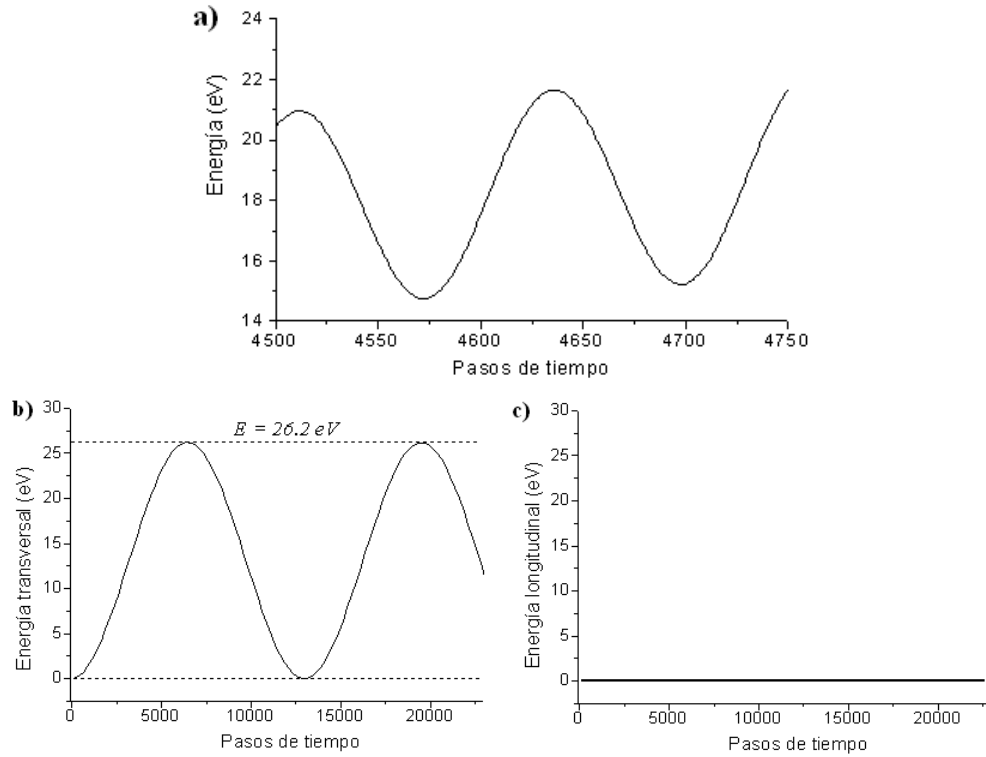 a)
24
22
20
18
16
14
Energía (eV)
4500 4550 4600 4650 4700 4750
Pasos de tiempo
b)
30
25
20
15
10
5
0
Energía transversal (eV)
E = 26.2 eV
0 5000 10000 15000 20000
Pasos de tiempo
c)
30
25
20
15
10
5
0
Energía longitudinal (eV)
0 5000 10000 15000 20000
Pasos de tiempo